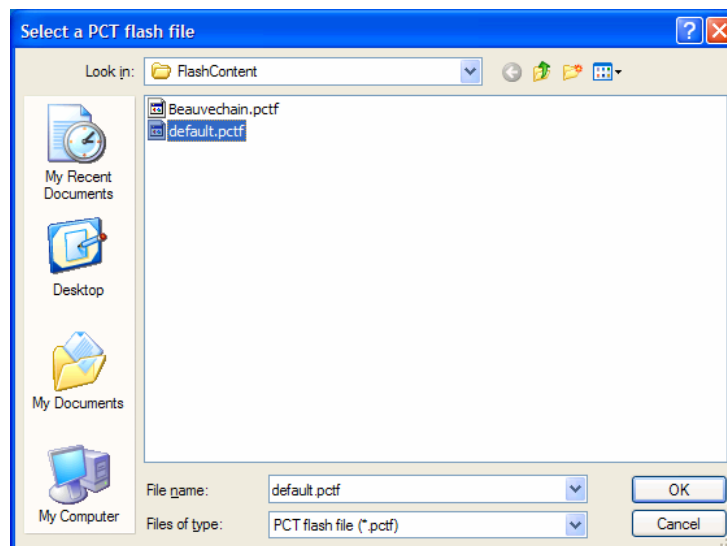 Select a PCT flash file
Look in: FlashContent
Beauvechain.pctf
default.pctf
My Recent
Documents
Desktop
My Documents
My Computer
File name: default.pctf OK
Files of type: PCT flash file (*.pctf) Cancel